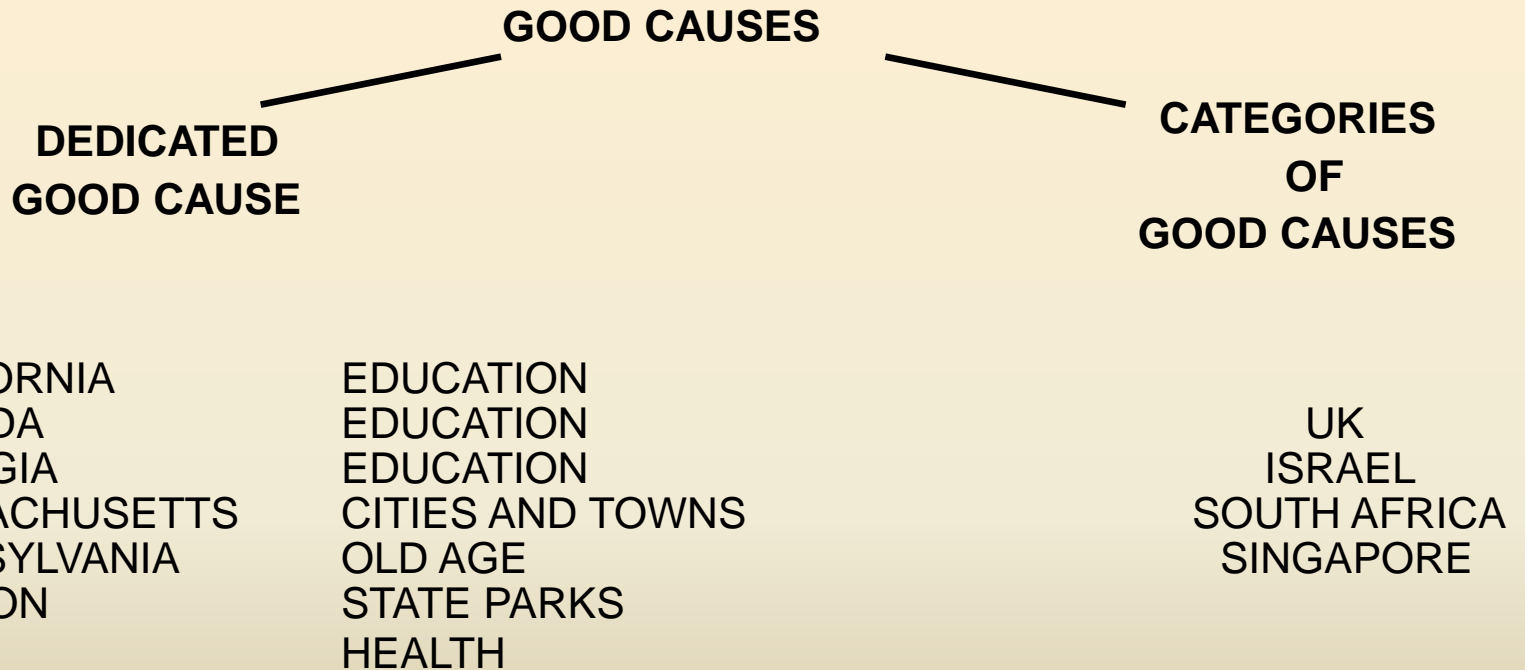 GOOD CAUSES
DEDICATED
GOOD CAUSE
CATEGORIES
OF
GOOD CAUSES
ORNIA EDUCATION
DA EDUCATION
GIA EDUCATION
ACHUSETTS CITIES AND TOWNS
SYLVANIA OLD AGE
ON STATE PARKS
HEALTH
UK
ISRAEL
SOUTH AFRICA
SINGAPORE